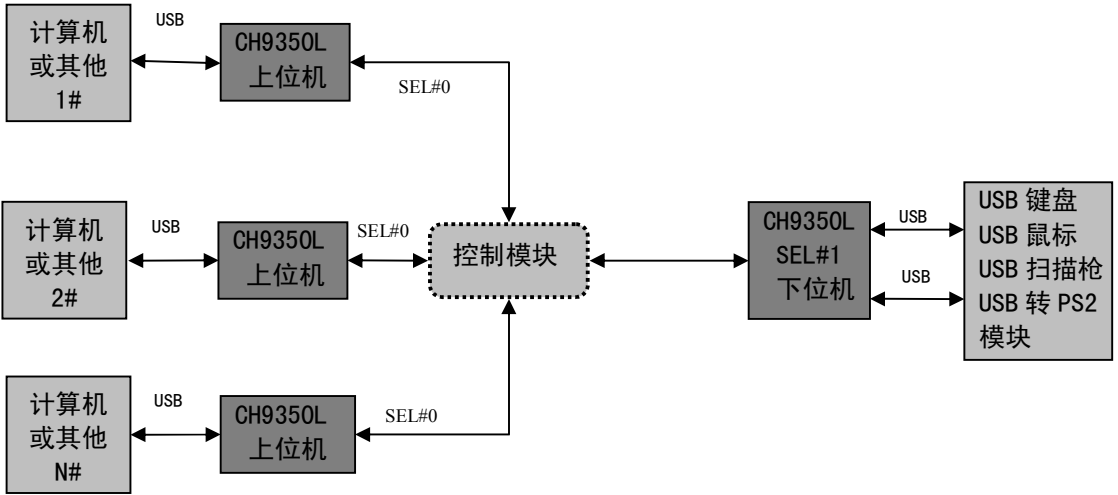 计算机
或其他
1#
USB
CH9350L
上位机
SEL#0
计算机
或其他
2#
USB
CH9350L
上位机
SEL#0
控制模块
CH9350L
SEL#1
下位机
USB
USB
USB 键盘
USB 鼠标
USB 扫描枪
USB 转 PS2
模块
计算机
或其他
N#
USB
CH9350L
上位机
SEL#0